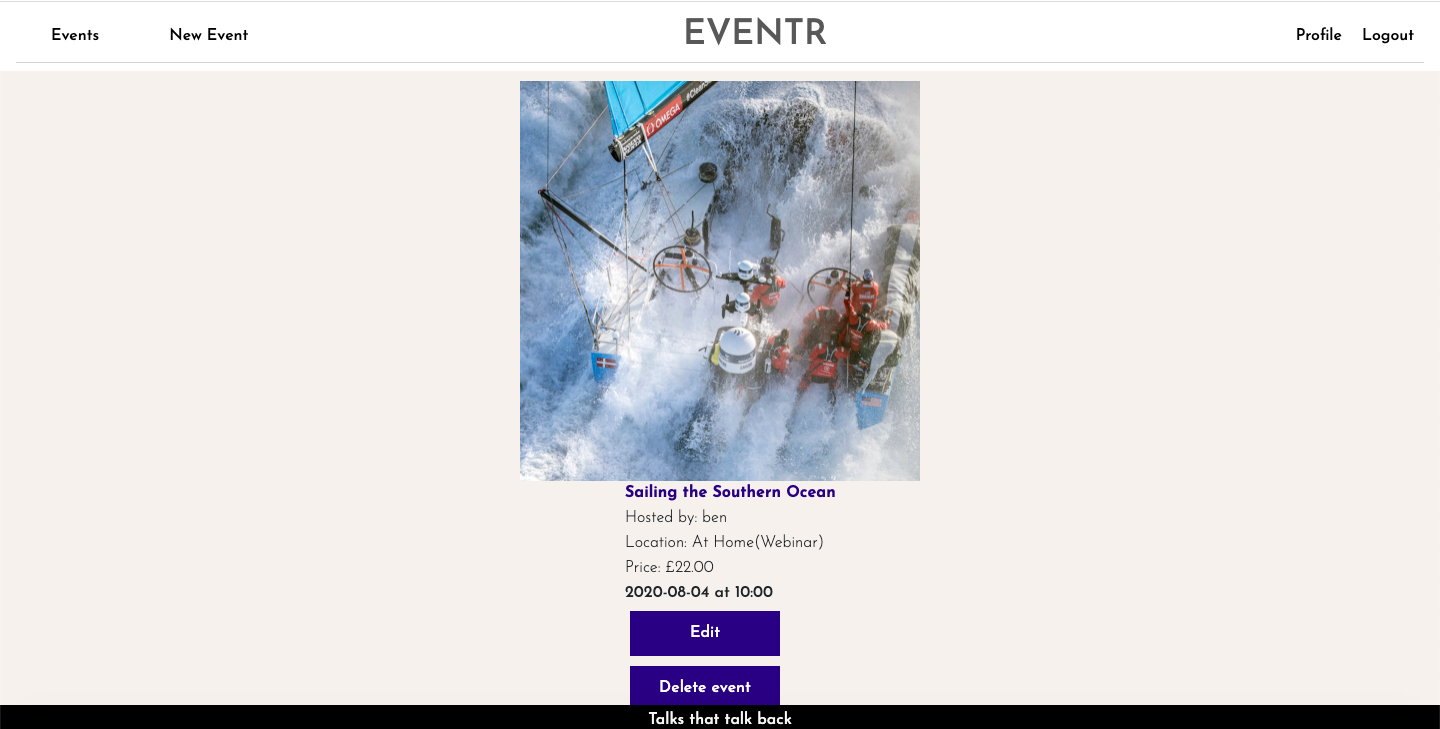 Events New Event EVENTR Profile Logout
#Clean
OMEGA
Sailing the Southern Ocean
Hosted by: ben
Location: At Home(Webinar)
Price: £22.00
2020-08-04 at 10:00
Edit
Delete event
Talks that talk back